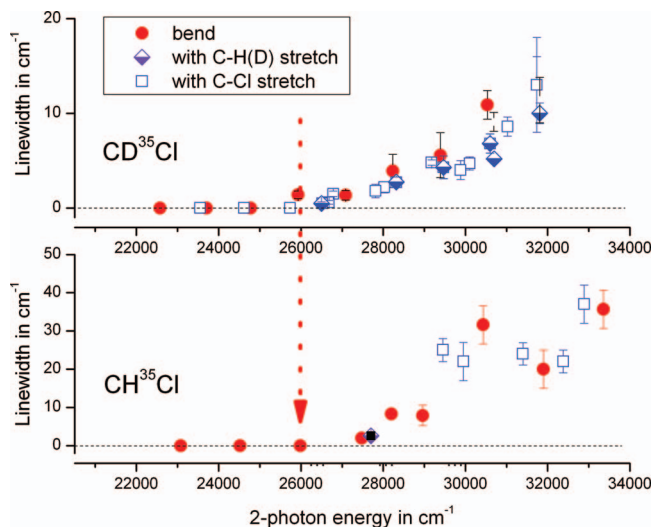 20
10
0
Linewidth in cm⁻¹
bend
with C-H(D) stretch
with C-Cl stretch
CD³⁵Cl
22000 24000 26000 28000 30000 32000 34000
50
40
30
20
10
0
Linewidth in cm⁻¹
CH³⁵Cl
22000 24000 26000 28000 30000 32000 34000
2-photon energy in cm⁻¹